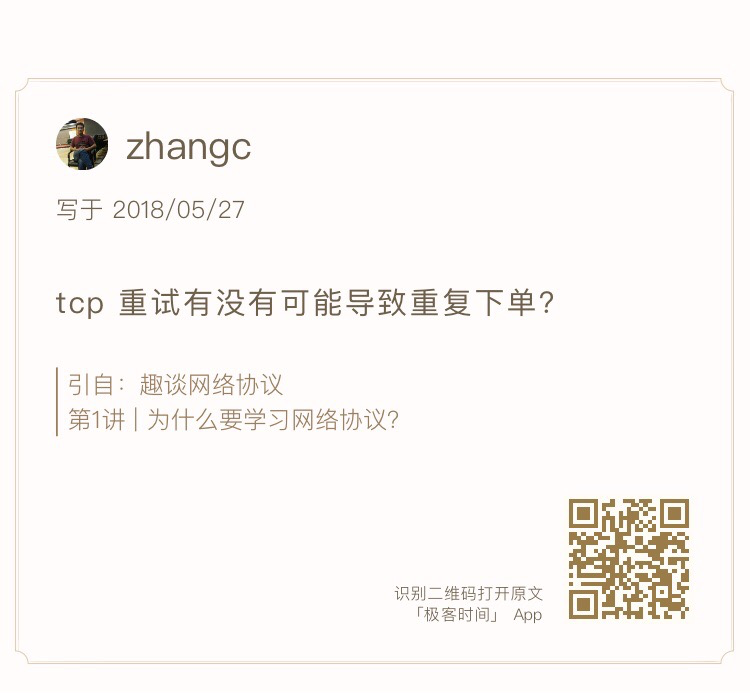 zhangc
写于 2018/05/27
tcp 重试有没有可能导致重复下单？
引自：趣谈网络协议
第1讲 | 为什么要学习网络协议？
识别二维码打开原文
「极客时间」 App